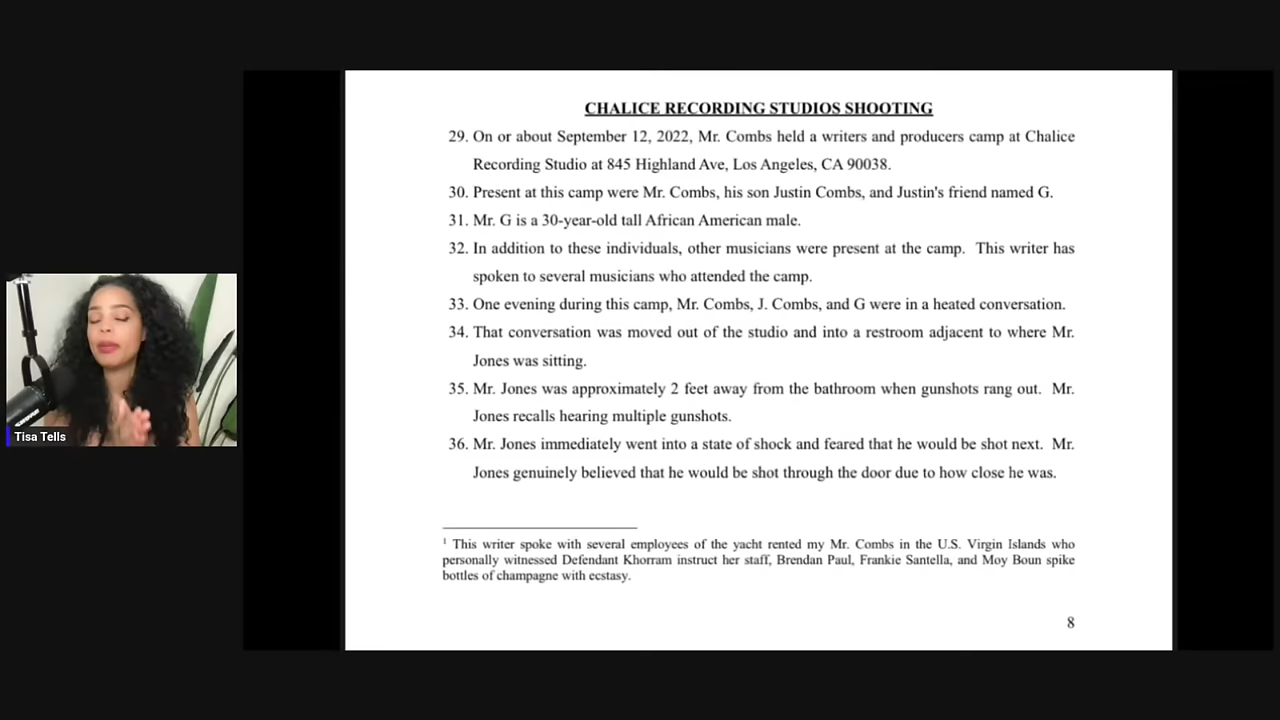 CHALICE RECORDING STUDIOS SHOOTING
29. On or about September 12, 2022, Mr. Combs held a writers and producers camp at Chalice
Recording Studio at 845 Highland Ave, Los Angeles, CA 90038.
30. Present at this camp were Mr. Combs, his son Justin Combs, and Justin's friend named G.
31. Mr. G is a 30-year-old tall African American male.
32. In addition to these individuals, other musicians were present at the camp. This writer has
spoken to several musicians who attended the camp.
33. One evening during this camp, Mr. Combs, J. Combs, and G were in a heated conversation.
34. That conversation was moved out of the studio and into a restroom adjacent to where Mr.
Jones was sitting.
35. Mr. Jones was approximately 2 feet away from the bathroom when gunshots rang out. Mr.
Jones recalls hearing multiple gunshots.
36. Mr. Jones immediately went into a state of shock and feared that he would be shot next. Mr.
Jones genuinely believed that he would be shot through the door due to how close he was.
1 This writer spoke with several employees of the yacht rented my Mr. Combs in the U.S. Virgin Islands who
personally witnessed Defendant Khorram instruct her staff, Brendan Paul, Frankie Santella, and Moy Boun spike
bottles of champagne with ecstasy.
8
Tisa Tells